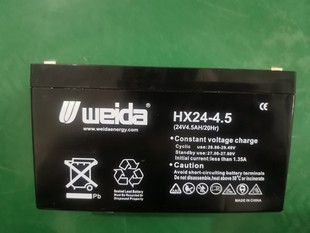 weida
www.weidaenergy.com
HX24-4.5
(24V4.5AH/20Hr)
Constant voltage charge
Cyclic use: 28.80-29.40V
Standby use: 27.00-27.60V
Initial current: less than 1.35A
Avoid short-circuiting battery terminals
Do not disassemble, heat above 50°C, or incinerate
MADE IN CHINA
CE
Pb